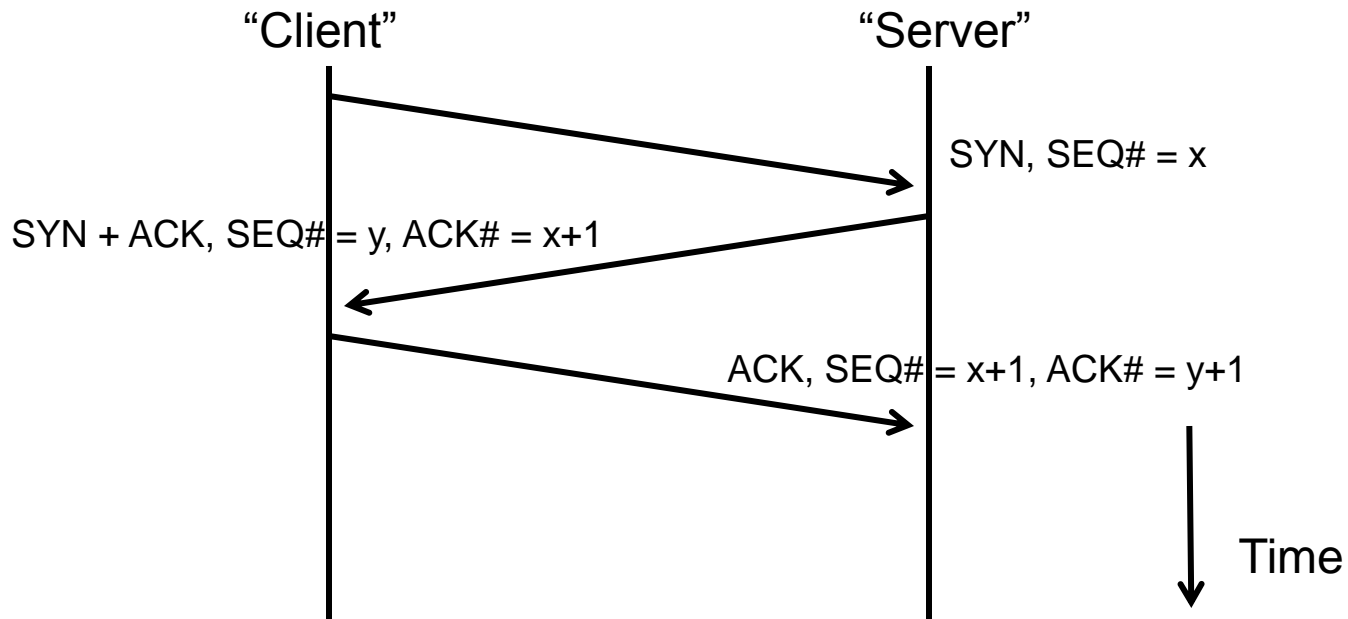 “Client”
“Server”
SYN, SEQ# = x
SYN + ACK, SEQ# = y, ACK# = x+1
ACK, SEQ# = x+1, ACK# = y+1
Time